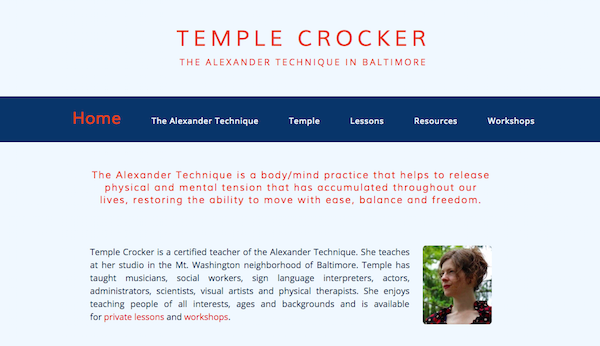 TEMPLE CROCKER
THE ALEXANDER TECHNIQUE IN BALTIMORE
Home The Alexander Technique Temple Lessons Resources Workshops
The Alexander Technique is a body/mind practice that helps to release
physical and mental tension that has accumulated throughout our
lives, restoring the ability to move with ease, balance and freedom.
Temple Crocker is a certified teacher of the Alexander Technique. She teaches
at her studio in the Mt. Washington neighborhood of Baltimore. Temple has
taught musicians, social workers, sign language interpreters, actors,
administrators, scientists, visual artists and physical therapists. She enjoys
teaching people of all interests, ages and backgrounds and is available
for private lessons and workshops.